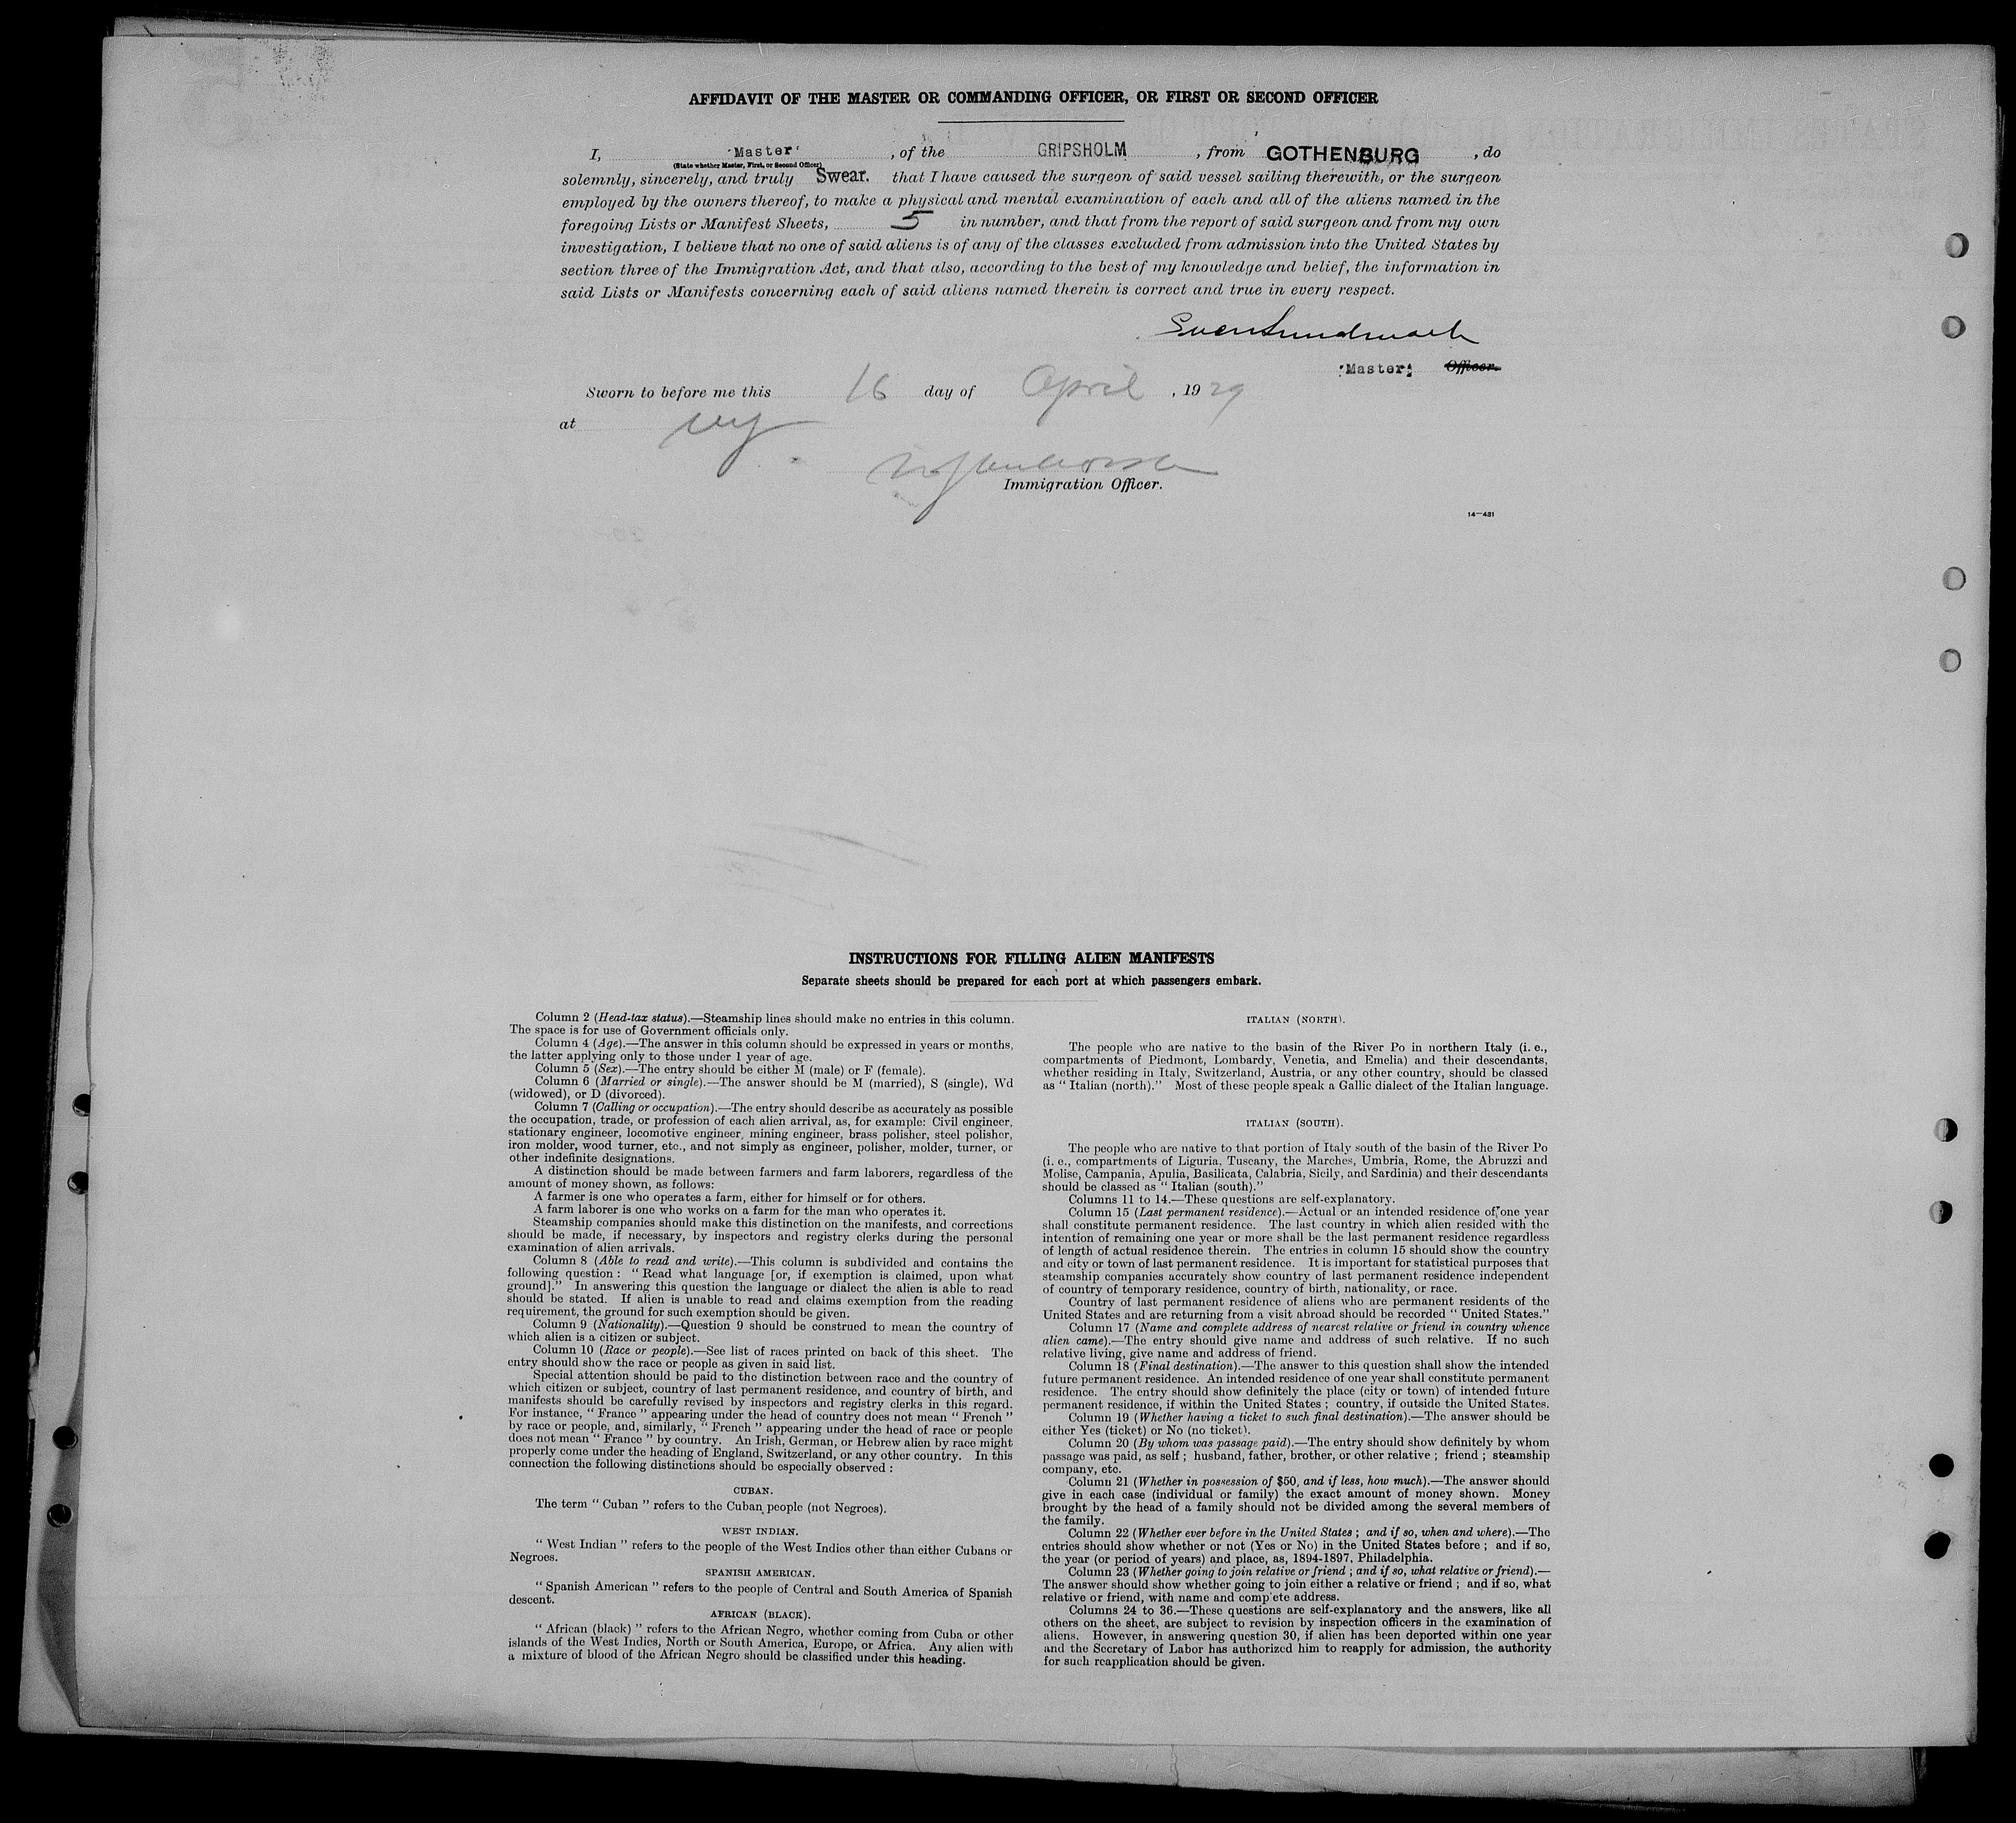 AFFIDAVIT OF THE MASTER OR COMMANDING OFFICER, OR FIRST OR SECOND OFFICER
I, "Master" , of the GRIPSHOLM , from GOTHENBURG , do
(State whether Master, First, or Second Officer)
solemnly, sincerely, and truly Swear. that I have caused the surgeon of said vessel sailing therewith, or the surgeon
employed by the owners thereof, to make a physical and mental examination of each and all of the aliens named in the
foregoing Lists or Manifest Sheets, 5 in number, and that from the report of said surgeon and from my own
investigation, I believe that no one of said aliens is of any of the classes excluded from admission into the United States by
section three of the Immigration Act, and that also, according to the best of my knowledge and belief, the information in
said Lists or Manifests concerning each of said aliens named therein is correct and true in every respect.
"Master" Officer.
Sworn to before me this 16 day of April , 1929
at NY
Immigration Officer.
14—431
INSTRUCTIONS FOR FILLING ALIEN MANIFESTS
Separate sheets should be prepared for each port at which passengers embark.
Column 2 (Head-tax status).—Steamship lines should make no entries in this column.
The space is for use of Government officials only.
Column 4 (Age).—The answer in this column should be expressed in years or months,
the latter applying only to those under 1 year of age.
Column 5 (Sex).—The entry should be either M (male) or F (female).
Column 6 (Married or single).—The answer should be M (married), S (single), Wd
(widowed), or D (divorced).
Column 7 (Calling or occupation).—The entry should describe as accurately as possible
the occupation, trade, or profession of each alien arrival, as, for example: Civil engineer,
stationary engineer, locomotive engineer, mining engineer, brass polisher, steel polisher,
iron molder, wood turner, etc., and not simply as engineer, polisher, molder, turner, or
other indefinite designations.
A distinction should be made between farmers and farm laborers, regardless of the
amount of money shown, as follows:
A farmer is one who operates a farm, either for himself or for others.
A farm laborer is one who works on a farm for the man who operates it.
Steamship companies should make this distinction on the manifests, and corrections
should be made, if necessary, by inspectors and registry clerks during the personal
examination of alien arrivals.
Column 8 (Able to read and write).—This column is subdivided and contains the
following question : " Read what language [or, if exemption is claimed, upon what
ground]." In answering this question the language or dialect the alien is able to read
should be stated. If alien is unable to read and claims exemption from the reading
requirement, the ground for such exemption should be given.
Column 9 (Nationality).—Question 9 should be construed to mean the country of
which alien is a citizen or subject.
Column 10 (Race or people).—See list of races printed on back of this sheet. The
entry should show the race or people as given in said list.
Special attention should be paid to the distinction between race and the country of
which citizen or subject, country of last permanent residence, and country of birth, and
manifests should be carefully revised by inspectors and registry clerks in this regard.
For instance, " France " appearing under the head of country does not mean " French "
by race or people, and, similarly, " French " appearing under the head of race or people
does not mean " France " by country. An Irish, German, or Hebrew alien by race might
properly come under the heading of England, Switzerland, or any other country. In this
connection the following distinctions should be especially observed :
CUBAN.
The term " Cuban " refers to the Cuban people (not Negroes).
WEST INDIAN.
" West Indian " refers to the people of the West Indies other than either Cubans or
Negroes.
SPANISH AMERICAN.
" Spanish American " refers to the people of Central and South America of Spanish
descent.
AFRICAN (BLACK).
" African (black) " refers to the African Negro, whether coming from Cuba or other
islands of the West Indies, North or South America, Europe, or Africa. Any alien with
a mixture of blood of the African Negro should be classified under this heading.
ITALIAN (NORTH).
The people who are native to the basin of the River Po in northern Italy (i. e.,
compartments of Piedmont, Lombardy, Venetia, and Emelia) and their descendants,
whether residing in Italy, Switzerland, Austria, or any other country, should be classed
as " Italian (north)." Most of these people speak a Gallic dialect of the Italian language.
ITALIAN (SOUTH).
The people who are native to that portion of Italy south of the basin of the River Po
(i. e., compartments of Liguria, Tuscany, the Marches, Umbria, Rome, the Abruzzi and
Molise, Campania, Apulia, Basilicata, Calabria, Sicily, and Sardinia) and their descendants
should be classed as " Italian (south)."
Columns 11 to 14.—These questions are self-explanatory.
Column 15 (Last permanent residence).—Actual or an intended residence of one year
shall constitute permanent residence. The last country in which alien resided with the
intention of remaining one year or more shall be the last permanent residence regardless
of length of actual residence therein. The entries in column 15 should show the country
and city or town of last permanent residence. It is important for statistical purposes that
steamship companies accurately show country of last permanent residence independent
of country of temporary residence, country of birth, nationality, or race.
Country of last permanent residence of aliens who are permanent residents of the
United States and are returning from a visit abroad should be recorded " United States."
Column 17 (Name and complete address of nearest relative or friend in country whence
alien came).—The entry should give name and address of such relative. If no such
relative living, give name and address of friend.
Column 18 (Final destination).—The answer to this question shall show the intended
future permanent residence. An intended residence of one year shall constitute permanent
residence. The entry should show definitely the place (city or town) of intended future
permanent residence, if within the United States ; country, if outside the United States.
Column 19 (Whether having a ticket to such final destination).—The answer should be
either Yes (ticket) or No (no ticket).
Column 20 (By whom was passage paid).—The entry should show definitely by whom
passage was paid, as self ; husband, father, brother, or other relative ; friend ; steamship
company, etc.
Column 21 (Whether in possession of $50, and if less, how much).—The answer should
give in each case (individual or family) the exact amount of money shown. Money
brought by the head of a family should not be divided among the several members of
the family.
Column 22 (Whether ever before in the United States ; and if so, when and where).—The
entries should show whether or not (Yes or No) in the United States before ; and if so,
the year (or period of years) and place, as, 1894-1897, Philadelphia.
Column 23 (Whether going to join relative or friend ; and if so, what relative or friend).—
The answer should show whether going to join either a relative or friend ; and if so, what
relative or friend, with name and complete address.
Columns 24 to 36.—These questions are self-explanatory and the answers, like all
others on the sheet, are subject to revision by inspection officers in the examination of
aliens. However, in answering question 30, if alien has been deported within one year
and the Secretary of Labor has authorized him to reapply for admission, the authority
for such reapplication should be given.